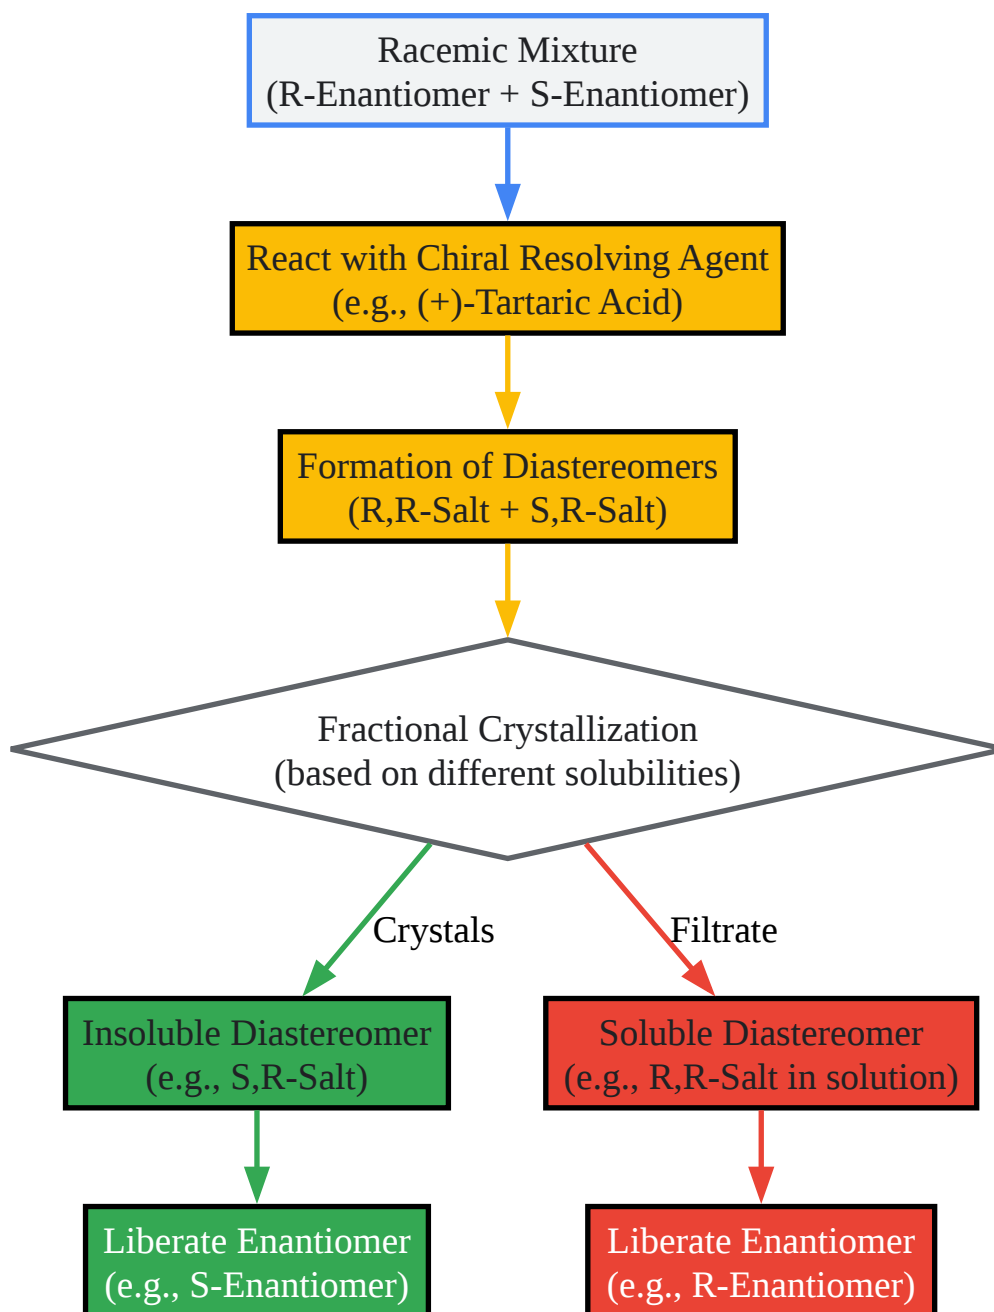 Racemic Mixture
(R-Enantiomer + S-Enantiomer)
React with Chiral Resolving Agent
(e.g., (+)-Tartaric Acid)
Formation of Diastereomers
(R,R-Salt + S,R-Salt)
Fractional Crystallization
(based on different solubilities)
Crystals
Filtrate
Insoluble Diastereomer
(e.g., S,R-Salt)
Soluble Diastereomer
(e.g., R,R-Salt in solution)
Liberate Enantiomer
(e.g., S-Enantiomer)
Liberate Enantiomer
(e.g., R-Enantiomer)